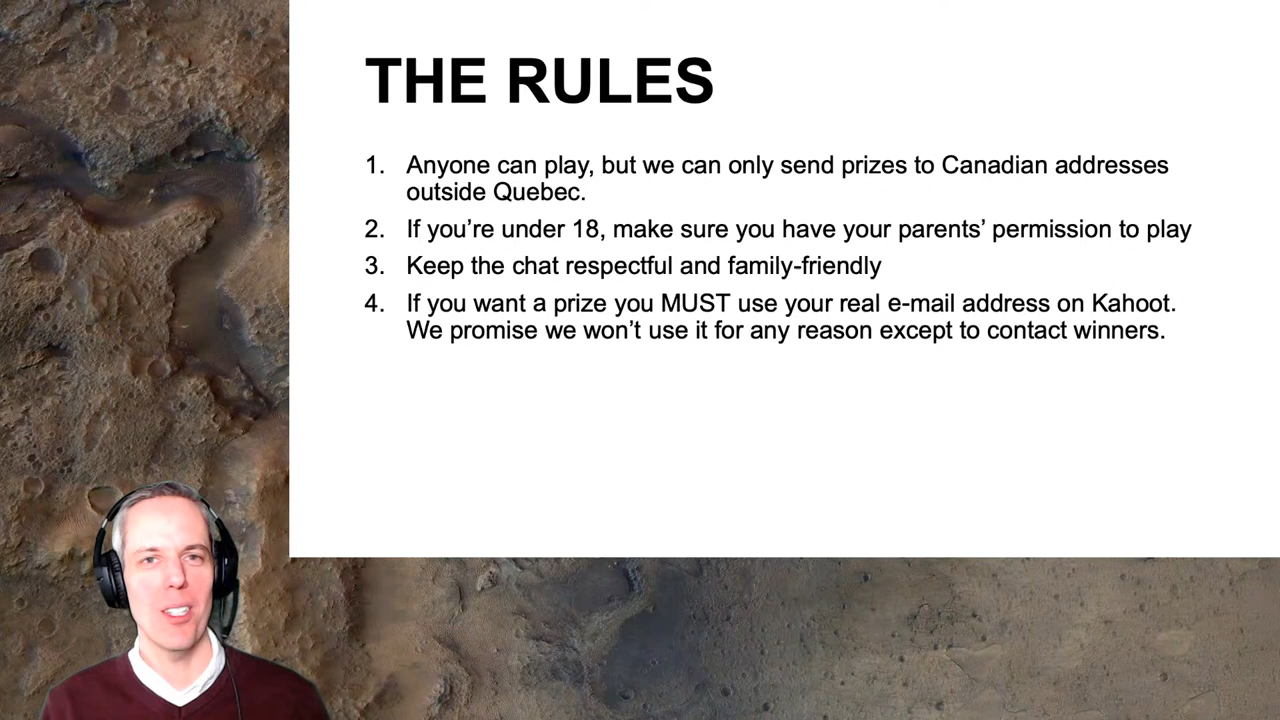 THE RULES
1. Anyone can play, but we can only send prizes to Canadian addresses
outside Quebec.
2. If you’re under 18, make sure you have your parents’ permission to play
3. Keep the chat respectful and family-friendly
4. If you want a prize you MUST use your real e-mail address on Kahoot.
We promise we won’t use it for any reason except to contact winners.